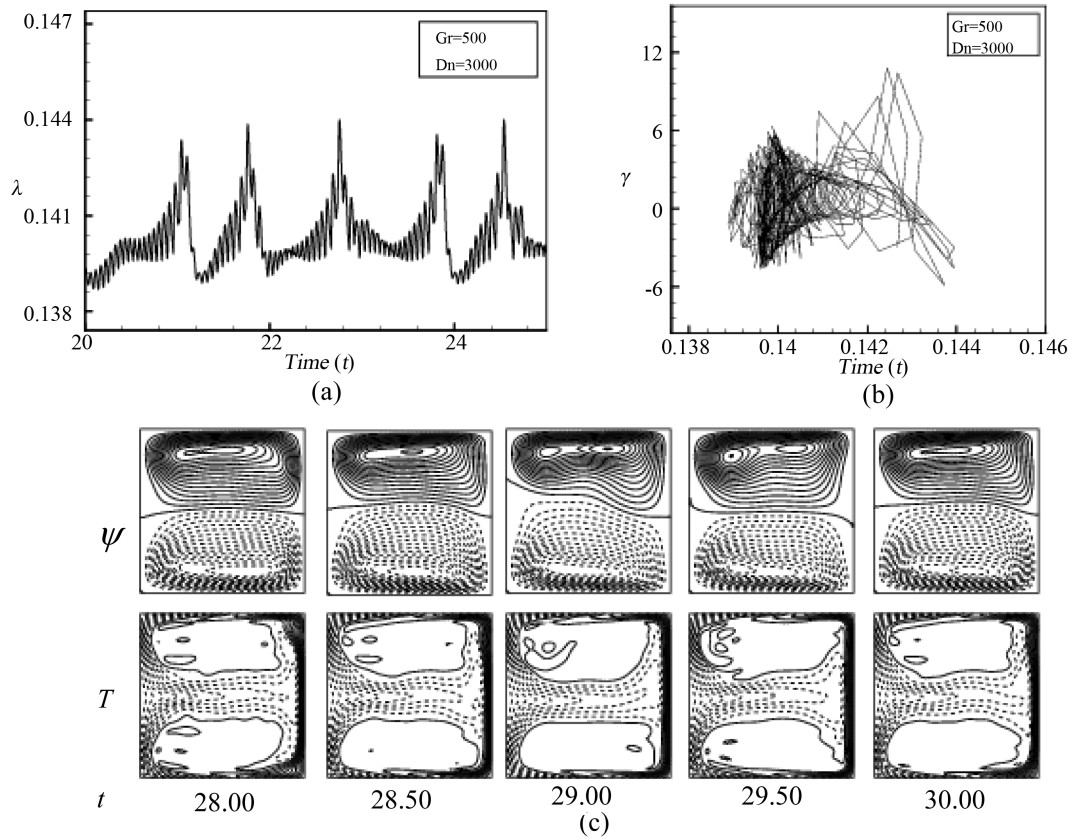 0.147
0.144
λ
0.141
0.138
Gr=500
Dn=3000
20
22
24
Time (t)
(a)
12
6
γ
0
-6
Gr=500
Dn=3000
0.138
0.14
0.142
0.144
0.146
Time (t)
(b)
ψ
T
t
28.00
28.50
29.00
29.50
30.00
(c)